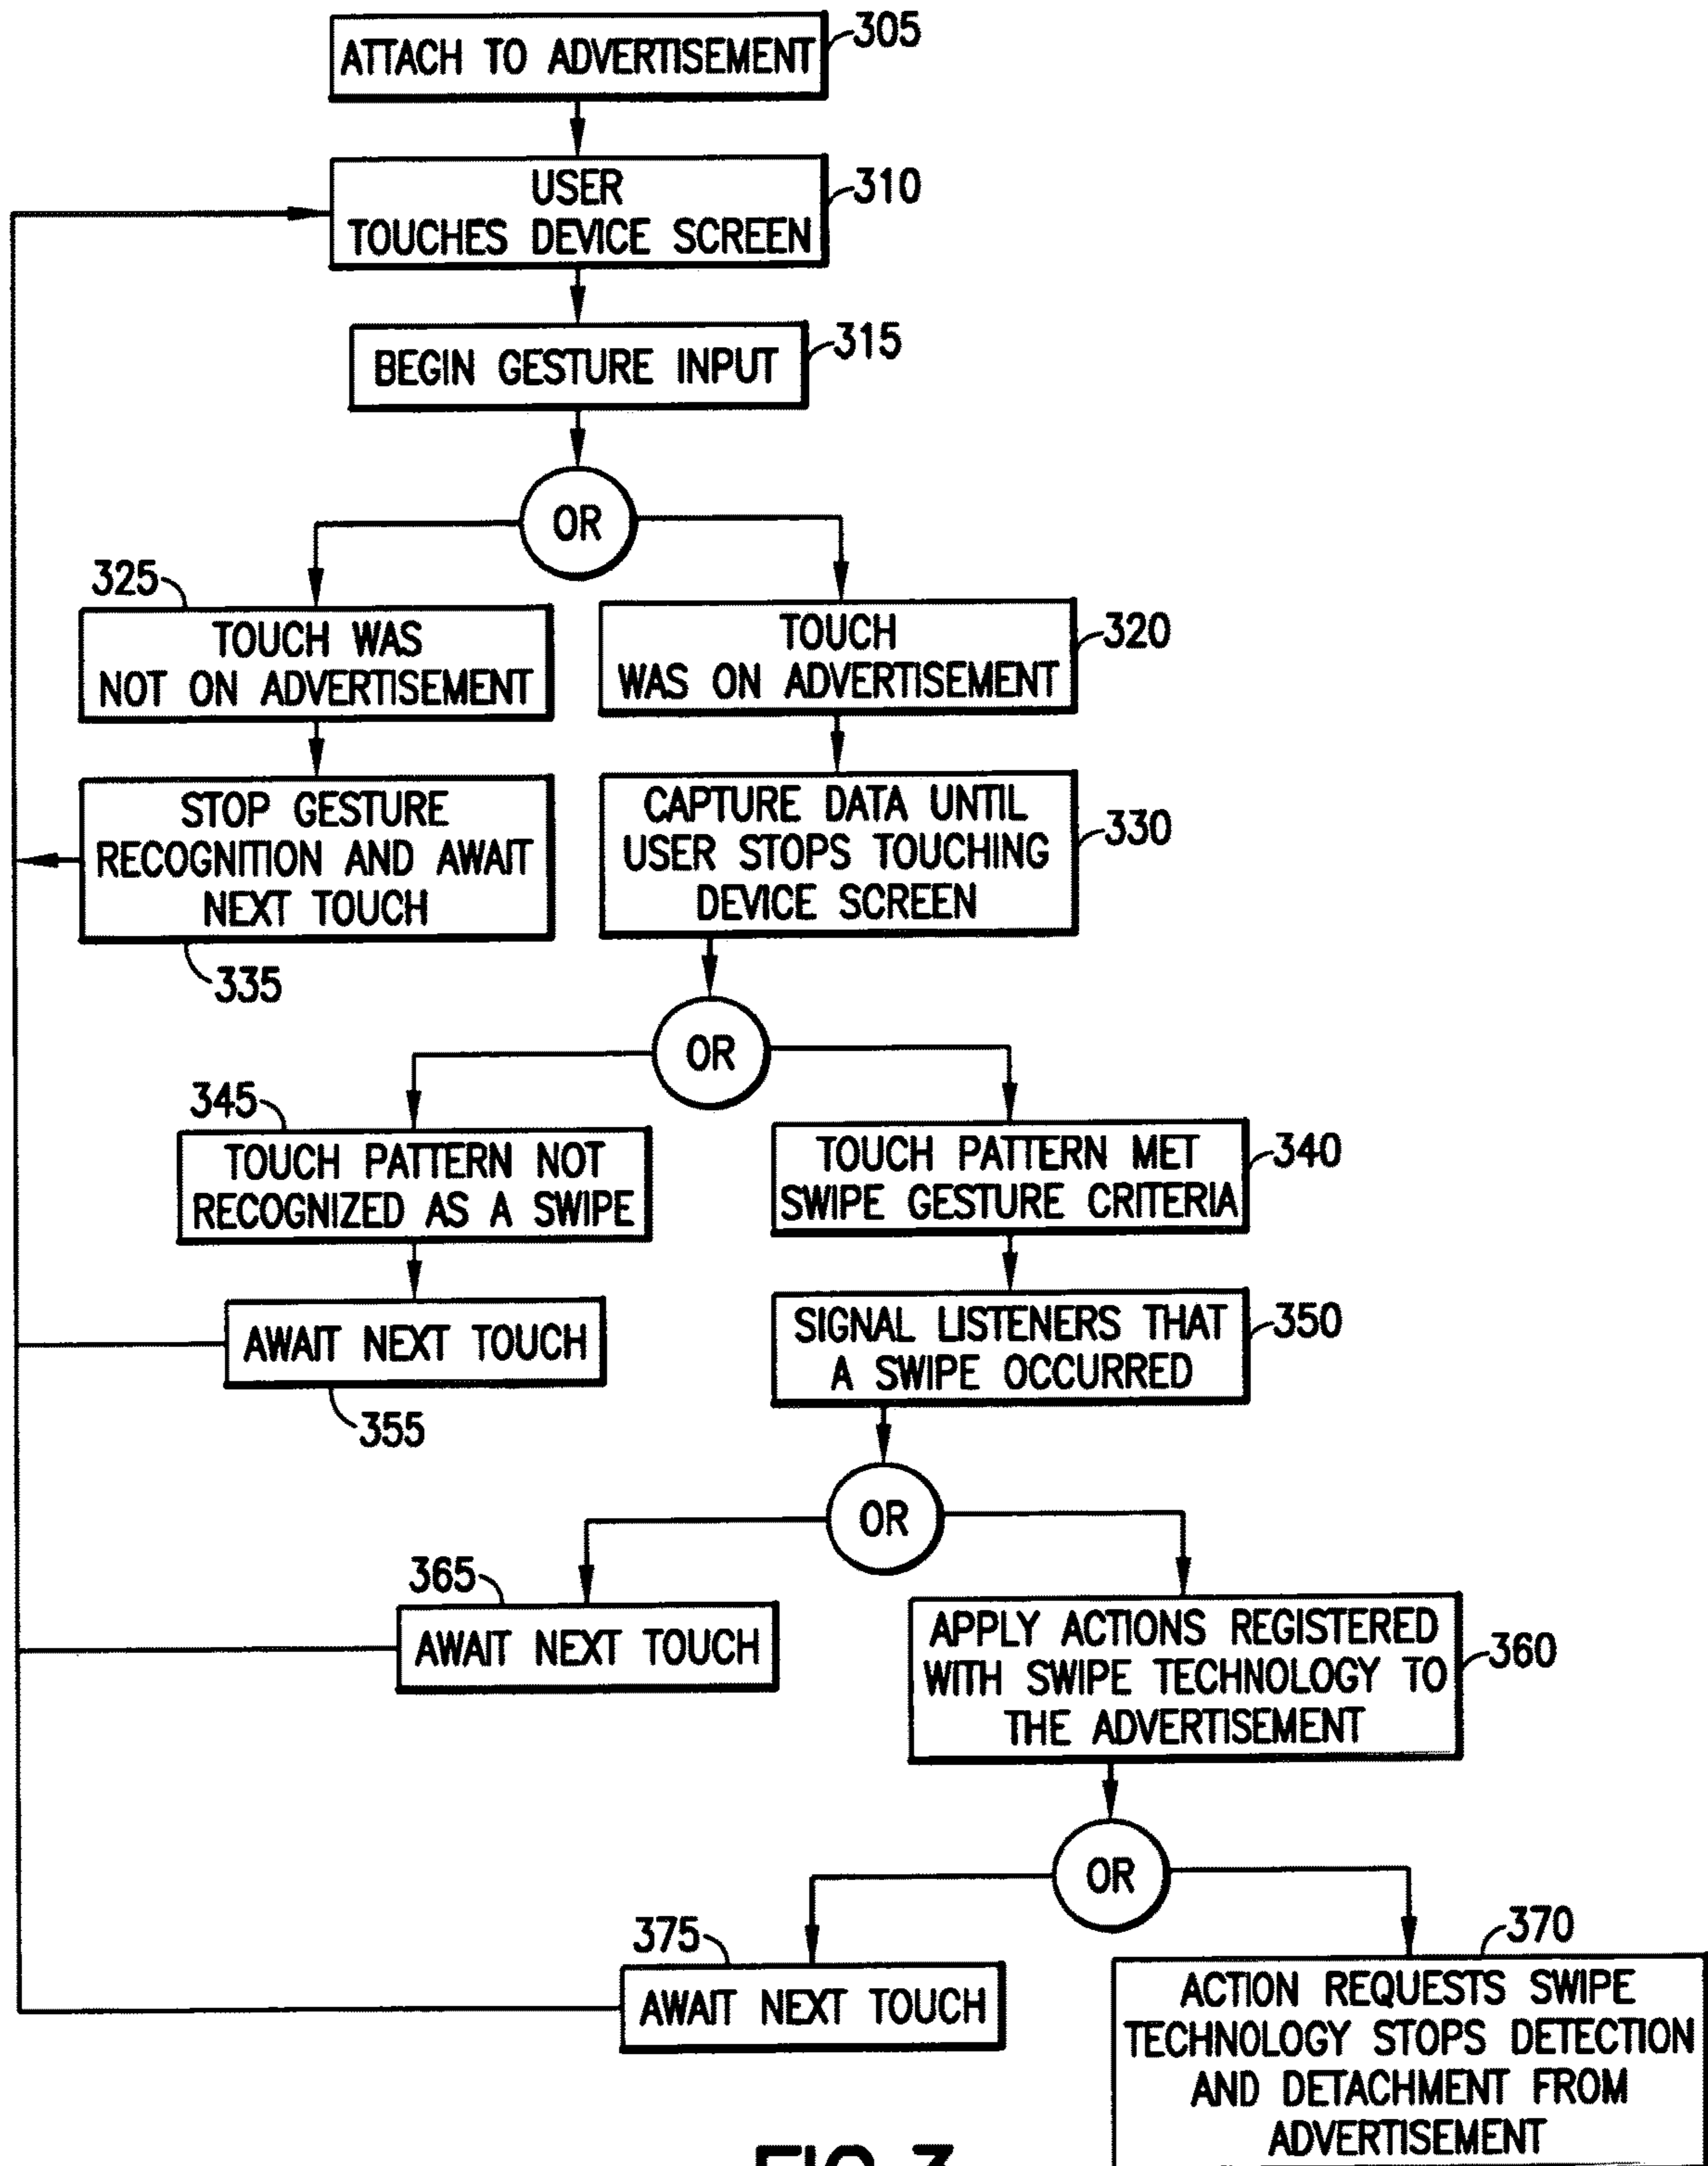 ATTACH TO ADVERTISEMENT
305
USER
TOUCHES DEVICE SCREEN
310
BEGIN GESTURE INPUT
315
OR
325
TOUCH WAS
NOT ON ADVERTISEMENT
TOUCH
WAS ON ADVERTISEMENT
320
STOP GESTURE
RECOGNITION AND AWAIT
NEXT TOUCH
335
CAPTURE DATA UNTIL
USER STOPS TOUCHING
DEVICE SCREEN
330
OR
345
TOUCH PATTERN NOT
RECOGNIZED AS A SWIPE
TOUCH PATTERN MET
SWIPE GESTURE CRITERIA
340
AWAIT NEXT TOUCH
355
SIGNAL LISTENERS THAT
A SWIPE OCCURRED
350
OR
365
AWAIT NEXT TOUCH
APPLY ACTIONS REGISTERED
WITH SWIPE TECHNOLOGY TO
THE ADVERTISEMENT
360
OR
375
AWAIT NEXT TOUCH
370
ACTION REQUESTS SWIPE
TECHNOLOGY STOPS DETECTION
AND DETACHMENT FROM
ADVERTISEMENT
FIG.3